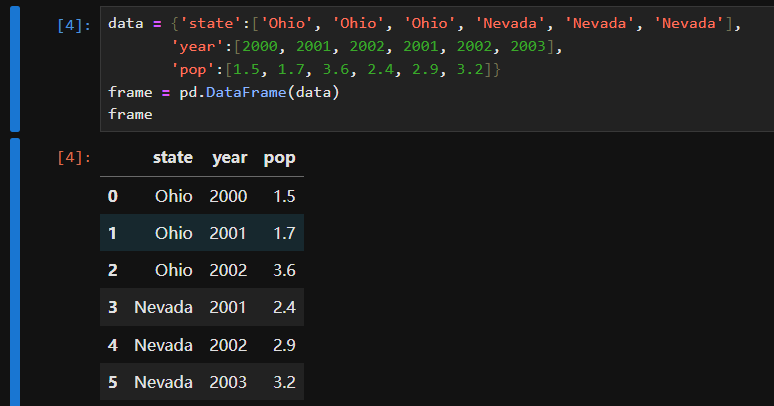 [4]: data = {'state':['Ohio', 'Ohio', 'Ohio', 'Nevada', 'Nevada', 'Nevada'],
'year':[2000, 2001, 2002, 2001, 2002, 2003],
'pop':[1.5, 1.7, 3.6, 2.4, 2.9, 3.2]}
frame = pd.DataFrame(data)
frame
[4]: state year pop
0 Ohio 2000 1.5
1 Ohio 2001 1.7
2 Ohio 2002 3.6
3 Nevada 2001 2.4
4 Nevada 2002 2.9
5 Nevada 2003 3.2